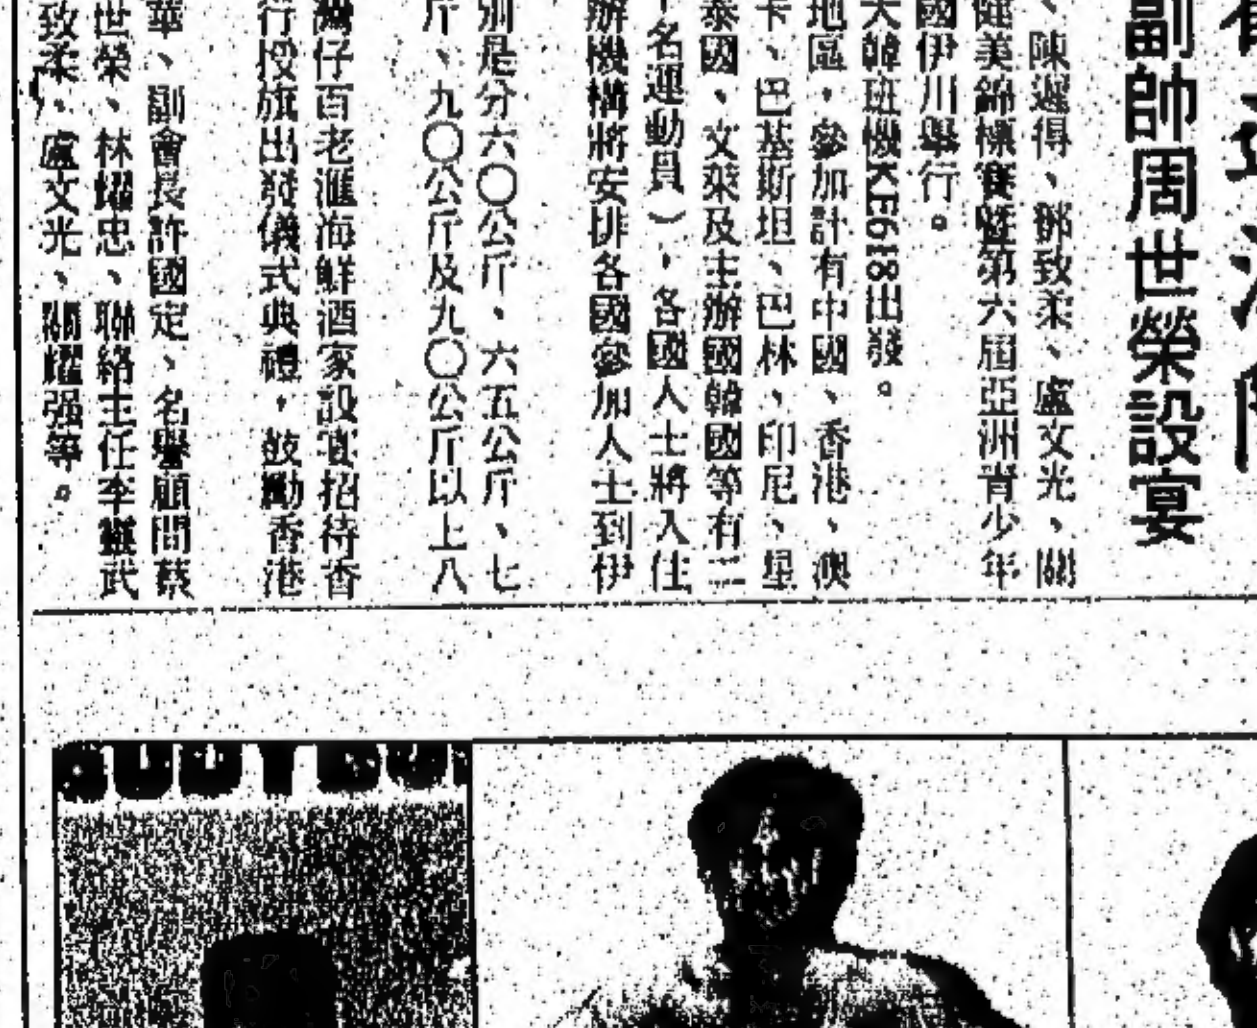 副帥周世榮設宴
、陳遲得、鄧致柔、盧文光、關
健美錦標賽暨第六屆亞洲青少年
國伊川舉行。
大韓班機KE618出發。
地區,參加計有中國、香港、澳
卡、巴基斯坦、巴林、印尼、星
泰國、文萊及主辦國韓國等有二
名運動員),各國人士將入住
辦機構將安排各國參加人士到伊
別是分六〇公斤、六五公斤、七
斤、九〇公斤及九〇公斤以上八
灣仔百老滙海鮮酒家設宴招待香
行授旗出發儀式典禮,鼓勵香港
華、副會長許國定、名譽顧問蔡
世榮、林耀忠、聯絡主任李 武
致柔、盧文光、關耀强等。
BODYBU